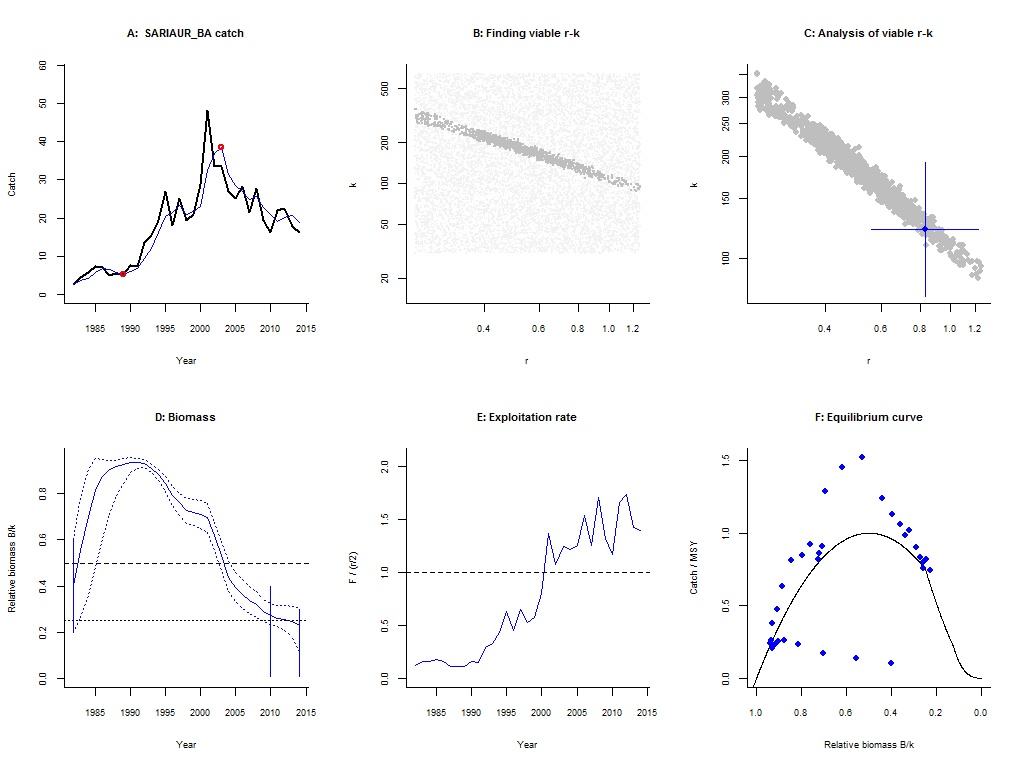 A: SARIAUR_BA catch
B: Finding viable r-k
C: Analysis of viable r-k
Catch
60
50
40
30
20
10
0
1985 1990 1995 2000 2005 2010 2015
Year
k
500
200
100
50
20
0.4 0.6 0.8 1.0 1.2
r
k
300
250
200
150
100
0.4 0.6 0.8 1.0 1.2
r
D: Biomass
E: Exploitation rate
F: Equilibrium curve
Relative biomass B/k
0.8
0.6
0.4
0.2
0.0
1985 1990 1995 2000 2005 2010 2015
Year
F / (r/2)
2.0
1.5
1.0
0.5
0.0
1985 1990 1995 2000 2005 2010 2015
Year
Catch / MSY
1.5
1.0
0.5
0.0
1.0 0.8 0.6 0.4 0.2 0.0
Relative biomass B/k